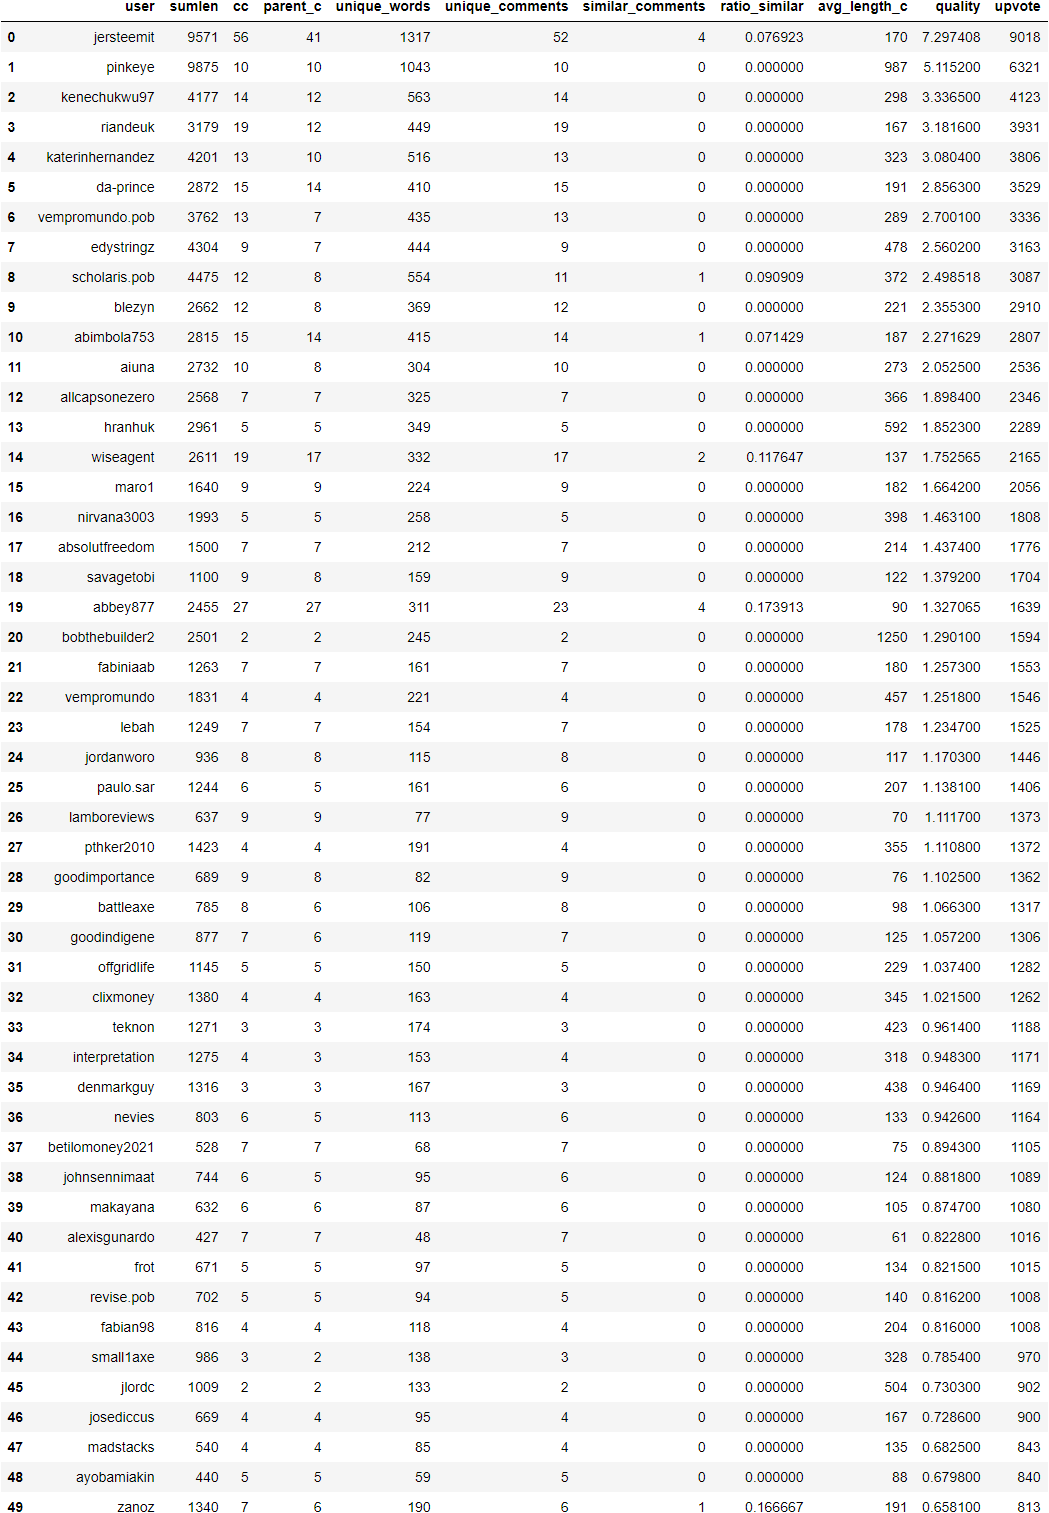 user sumlen cc parent_c unique_words unique_comments similar_comments ratio_similar avg_length_c quality upvote
0 jersteemit 9571 56 41 1317 52 4 0.076923 170 7.297408 9018
1 pinkeye 9875 10 10 1043 10 0 0.000000 987 5.115200 6321
2 kenechukwu97 4177 14 12 563 14 0 0.000000 298 3.336500 4123
3 riandeuk 3179 19 12 449 19 0 0.000000 167 3.181600 3931
4 katerinhernandez 4201 13 10 516 13 0 0.000000 323 3.080400 3806
5 da-prince 2872 15 14 410 15 0 0.000000 191 2.856300 3529
6 vempromundo.pob 3762 13 7 435 13 0 0.000000 289 2.700100 3336
7 edystringz 4304 9 7 444 9 0 0.000000 478 2.560200 3163
8 scholaris.pob 4475 12 8 554 11 1 0.090909 372 2.498518 3087
9 blezyn 2662 12 8 369 12 0 0.000000 221 2.355300 2910
10 abimbola753 2815 15 14 415 14 1 0.071429 187 2.271629 2807
11 aiuna 2732 10 8 304 10 0 0.000000 273 2.052500 2536
12 allcapsonezero 2568 7 7 325 7 0 0.000000 366 1.898400 2346
13 hranhuk 2961 5 5 349 5 0 0.000000 592 1.852300 2289
14 wiseagent 2611 19 17 332 17 2 0.117647 137 1.752565 2165
15 maro1 1640 9 9 224 9 0 0.000000 182 1.664200 2056
16 nirvana3003 1993 5 5 258 5 0 0.000000 398 1.463100 1808
17 absolutfreedom 1500 7 7 212 7 0 0.000000 214 1.437400 1776
18 savagetobi 1100 9 8 159 9 0 0.000000 122 1.379200 1704
19 abbey877 2455 27 27 311 23 4 0.173913 90 1.327065 1639
20 bobthebuilder2 2501 2 2 245 2 0 0.000000 1250 1.290100 1594
21 fabiniaab 1263 7 7 161 7 0 0.000000 180 1.257300 1553
22 vempromundo 1831 4 4 221 4 0 0.000000 457 1.251800 1546
23 lebah 1249 7 7 154 7 0 0.000000 178 1.234700 1525
24 jordanworo 936 8 8 115 8 0 0.000000 117 1.170300 1446
25 paulo.sar 1244 6 5 161 6 0 0.000000 207 1.138100 1406
26 lamboreviews 637 9 9 77 9 0 0.000000 70 1.111700 1373
27 pthker2010 1423 4 4 191 4 0 0.000000 355 1.110800 1372
28 goodimportance 689 9 8 82 9 0 0.000000 76 1.102500 1362
29 battleaxe 785 8 6 106 8 0 0.000000 98 1.066300 1317
30 goodindigene 877 7 6 119 7 0 0.000000 125 1.057200 1306
31 offgridlife 1145 5 5 150 5 0 0.000000 229 1.037400 1282
32 clixmoney 1380 4 4 163 4 0 0.000000 345 1.021500 1262
33 teknon 1271 3 3 174 3 0 0.000000 423 0.961400 1188
34 interpretation 1275 4 3 153 4 0 0.000000 318 0.948300 1171
35 denmarkguy 1316 3 3 167 3 0 0.000000 438 0.946400 1169
36 nevies 803 6 5 113 6 0 0.000000 133 0.942600 1164
37 betilomoney2021 528 7 7 68 7 0 0.000000 75 0.894300 1105
38 johnsennimaat 744 6 5 95 6 0 0.000000 124 0.881800 1089
39 makayana 632 6 6 87 6 0 0.000000 105 0.874700 1080
40 alexisgunardo 427 7 7 48 7 0 0.000000 61 0.822800 1016
41 frot 671 5 5 97 5 0 0.000000 134 0.821500 1015
42 revise.pob 702 5 5 94 5 0 0.000000 140 0.816200 1008
43 fabian98 816 4 4 118 4 0 0.000000 204 0.816000 1008
44 small1axe 986 3 2 138 3 0 0.000000 328 0.785400 970
45 jlordc 1009 2 2 133 2 0 0.000000 504 0.730300 902
46 josediccus 669 4 4 95 4 0 0.000000 167 0.728600 900
47 madstacks 540 4 4 85 4 0 0.000000 135 0.682500 843
48 ayobamiakin 440 5 5 59 5 0 0.000000 88 0.679800 840
49 zanoz 1340 7 6 190 6 1 0.166667 191 0.658100 813